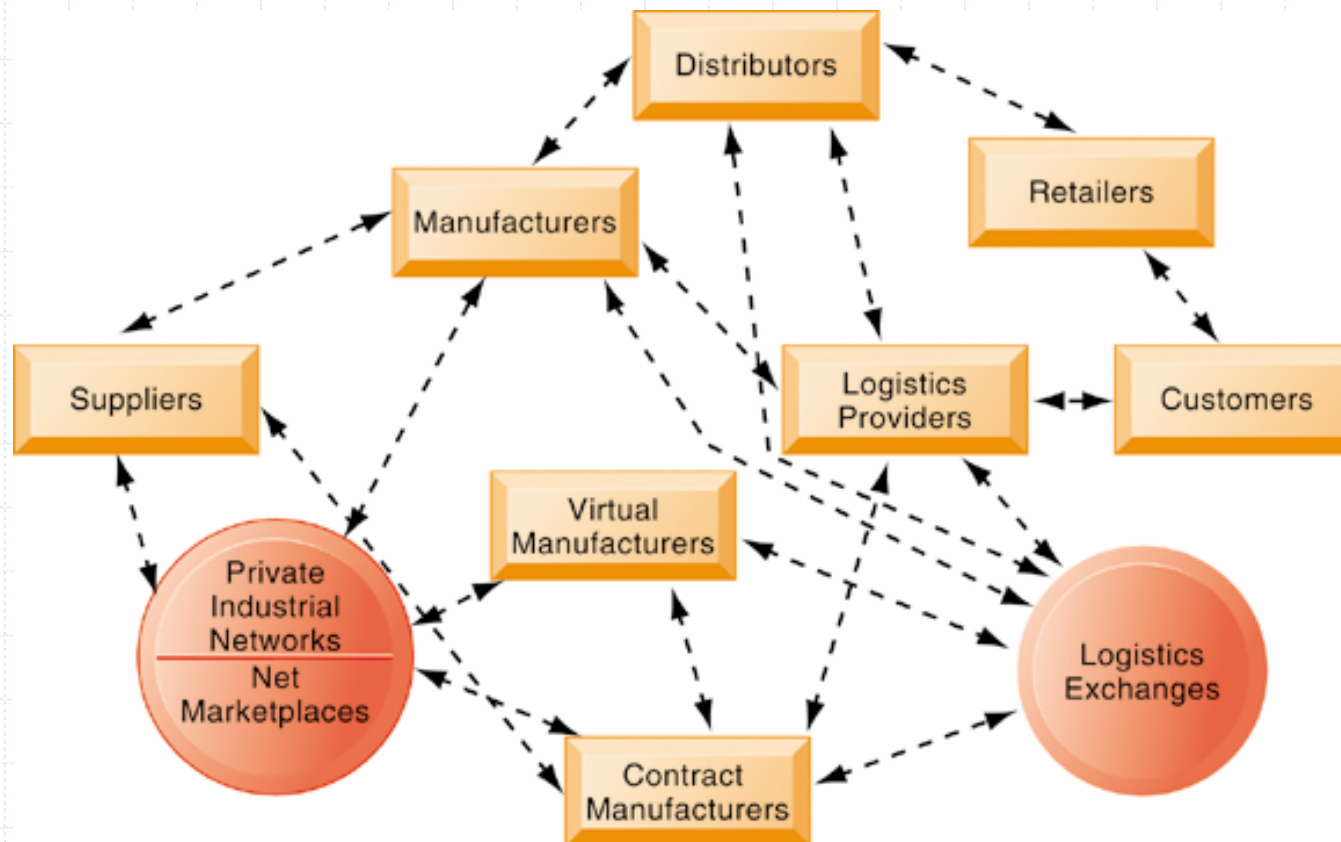 Distributors
Retailers
Manufacturers
Suppliers
Logistics
Providers
Customers
Virtual
Manufacturers
Private
Industrial
Networks
Net
Marketplaces
Logistics
Exchanges
Contract
Manufacturers